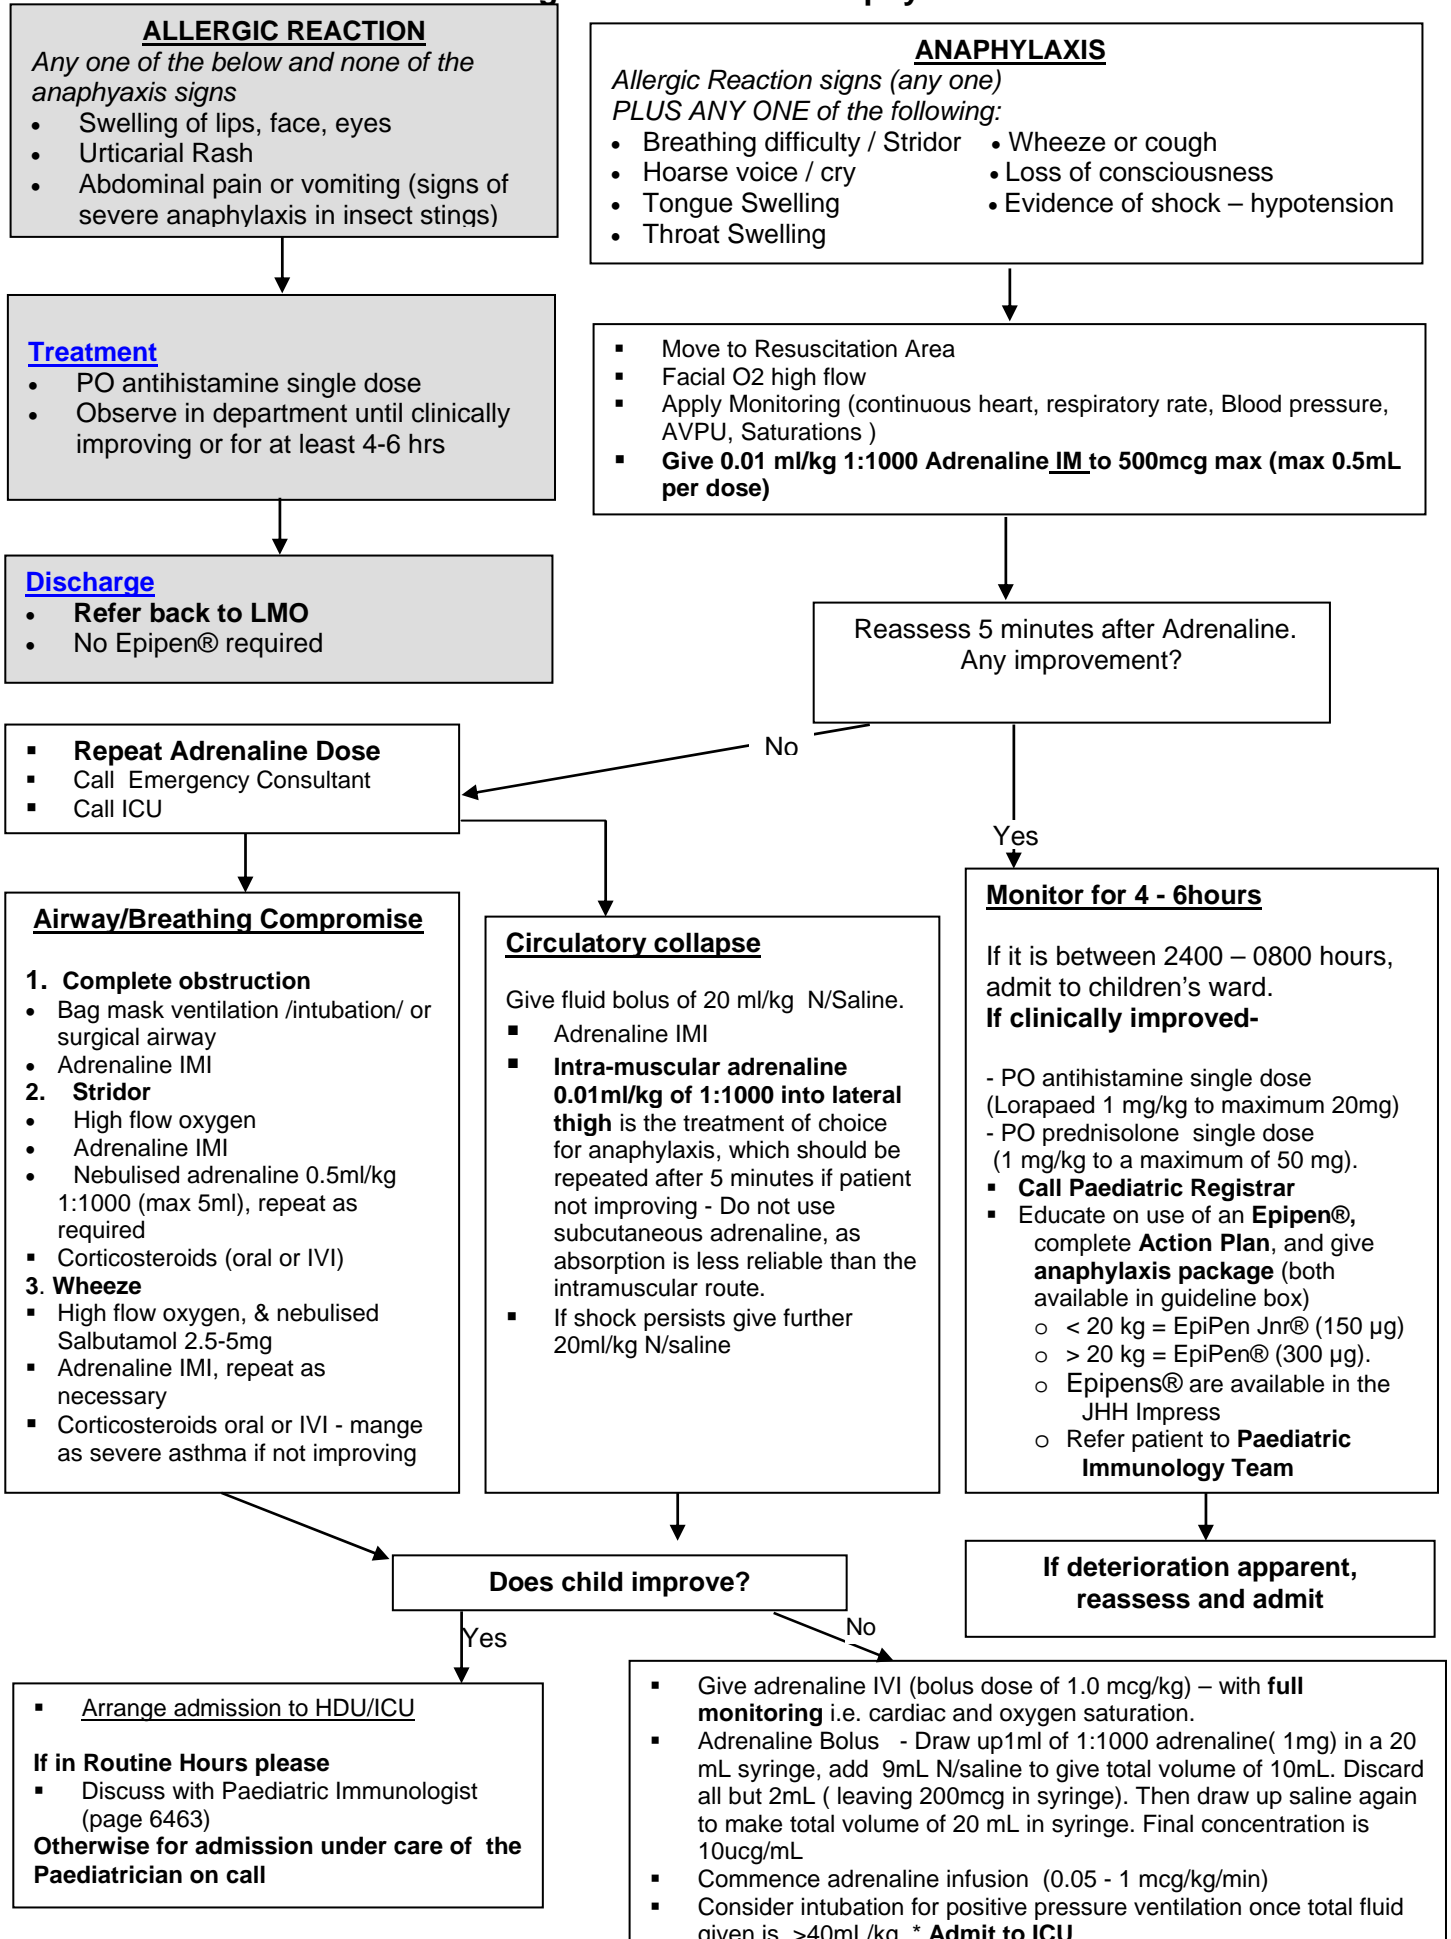 ALLERGIC REACTION
Any one of the below and none of the
anaphyaxis signs
• Swelling of lips, face, eyes
• Urticarial Rash
• Abdominal pain or vomiting (signs of
severe anaphylaxis in insect stings)
ANAPHYLAXIS
Allergic Reaction signs (any one)
PLUS ANY ONE of the following:
• Breathing difficulty / Stridor • Wheeze or cough
• Hoarse voice / cry • Loss of consciousness
• Tongue Swelling • Evidence of shock – hypotension
• Throat Swelling
Treatment
• PO antihistamine single dose
• Observe in department until clinically
improving or for at least 4-6 hrs
▪ Move to Resuscitation Area
▪ Facial O2 high flow
▪ Apply Monitoring (continuous heart, respiratory rate, Blood pressure,
AVPU, Saturations )
▪ Give 0.01 ml/kg 1:1000 Adrenaline IM to 500mcg max (max 0.5mL
per dose)
Discharge
• Refer back to LMO
• No Epipen® required
Reassess 5 minutes after Adrenaline.
Any improvement?
No
Yes
▪ Repeat Adrenaline Dose
▪ Call Emergency Consultant
▪ Call ICU
Airway/Breathing Compromise
1. Complete obstruction
• Bag mask ventilation /intubation/ or
surgical airway
• Adrenaline IMI
2. Stridor
• High flow oxygen
• Adrenaline IMI
• Nebulised adrenaline 0.5ml/kg
1:1000 (max 5ml), repeat as
required
▪ Corticosteroids (oral or IVI)
3. Wheeze
▪ High flow oxygen, & nebulised
Salbutamol 2.5-5mg
▪ Adrenaline IMI, repeat as
necessary
▪ Corticosteroids oral or IVI - mange
as severe asthma if not improving
Circulatory collapse
Give fluid bolus of 20 ml/kg N/Saline.
▪ Adrenaline IMI
▪ Intra-muscular adrenaline
0.01ml/kg of 1:1000 into lateral
thigh is the treatment of choice
for anaphylaxis, which should be
repeated after 5 minutes if patient
not improving - Do not use
subcutaneous adrenaline, as
absorption is less reliable than the
intramuscular route.
▪ If shock persists give further
20ml/kg N/saline
Monitor for 4 - 6hours
If it is between 2400 – 0800 hours,
admit to children's ward.
If clinically improved-
- PO antihistamine single dose
(Lorapaed 1 mg/kg to maximum 20mg)
- PO prednisolone single dose
(1 mg/kg to a maximum of 50 mg).
▪ Call Paediatric Registrar
▪ Educate on use of an Epipen®,
complete Action Plan, and give
anaphylaxis package (both
available in guideline box)
o < 20 kg = EpiPen Jnr® (150 µg)
o > 20 kg = EpiPen® (300 µg).
o Epipens® are available in the
JHH Impress
o Refer patient to Paediatric
Immunology Team
Does child improve?
If deterioration apparent,
reassess and admit
Yes
No
▪ Arrange admission to HDU/ICU
If in Routine Hours please
▪ Discuss with Paediatric Immunologist
(page 6463)
Otherwise for admission under care of the
Paediatrician on call
▪ Give adrenaline IVI (bolus dose of 1.0 mcg/kg) – with full
monitoring i.e. cardiac and oxygen saturation.
▪ Adrenaline Bolus - Draw up1ml of 1:1000 adrenaline( 1mg) in a 20
mL syringe, add 9mL N/saline to give total volume of 10mL. Discard
all but 2mL ( leaving 200mcg in syringe). Then draw up saline again
to make total volume of 20 mL in syringe. Final concentration is
10ucg/mL
▪ Commence adrenaline infusion (0.05 - 1 mcg/kg/min)
▪ Consider intubation for positive pressure ventilation once total fluid
given is >40mL/kg * Admit to ICU